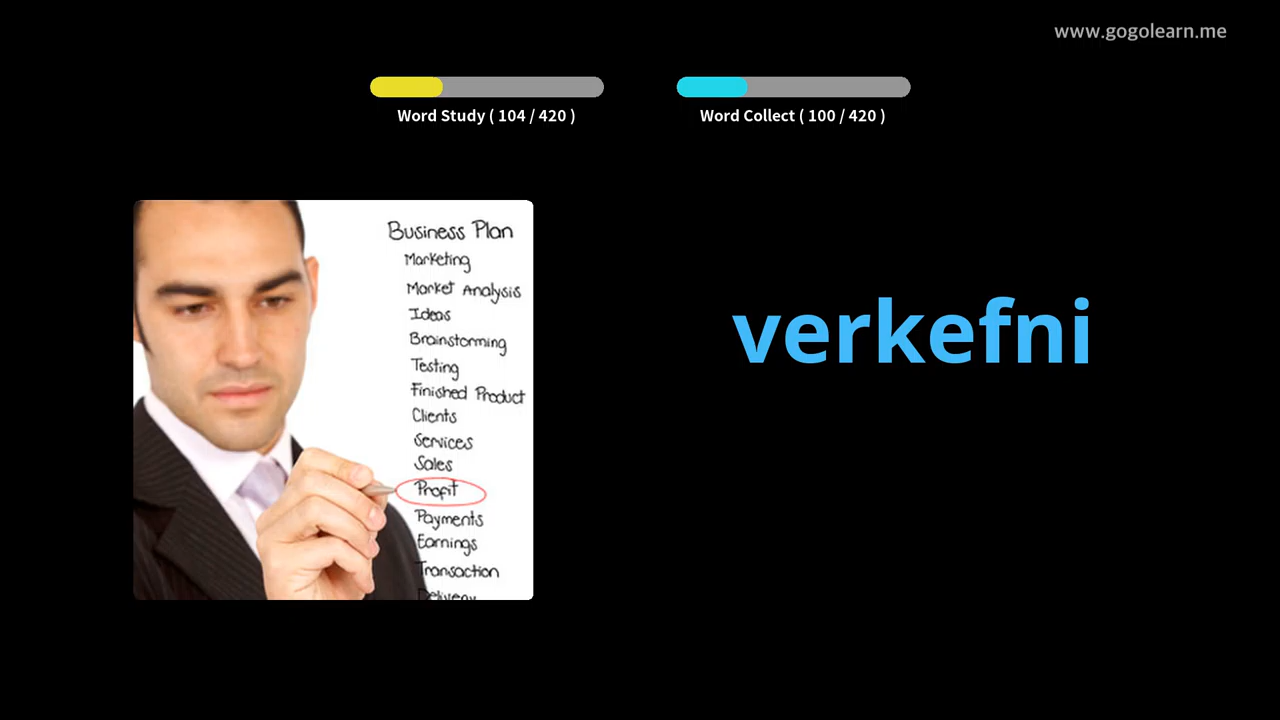 www.gogolearn.me
Word Study ( 104 / 420 )
Word Collect ( 100 / 420 )
Business Plan
Marketing
Market Analysis
Ideas
Brainstorming
Testing
Finished Product
Clients
Services
Sales
Profit
Payments
Earnings
Transaction
Delivery
verkefni